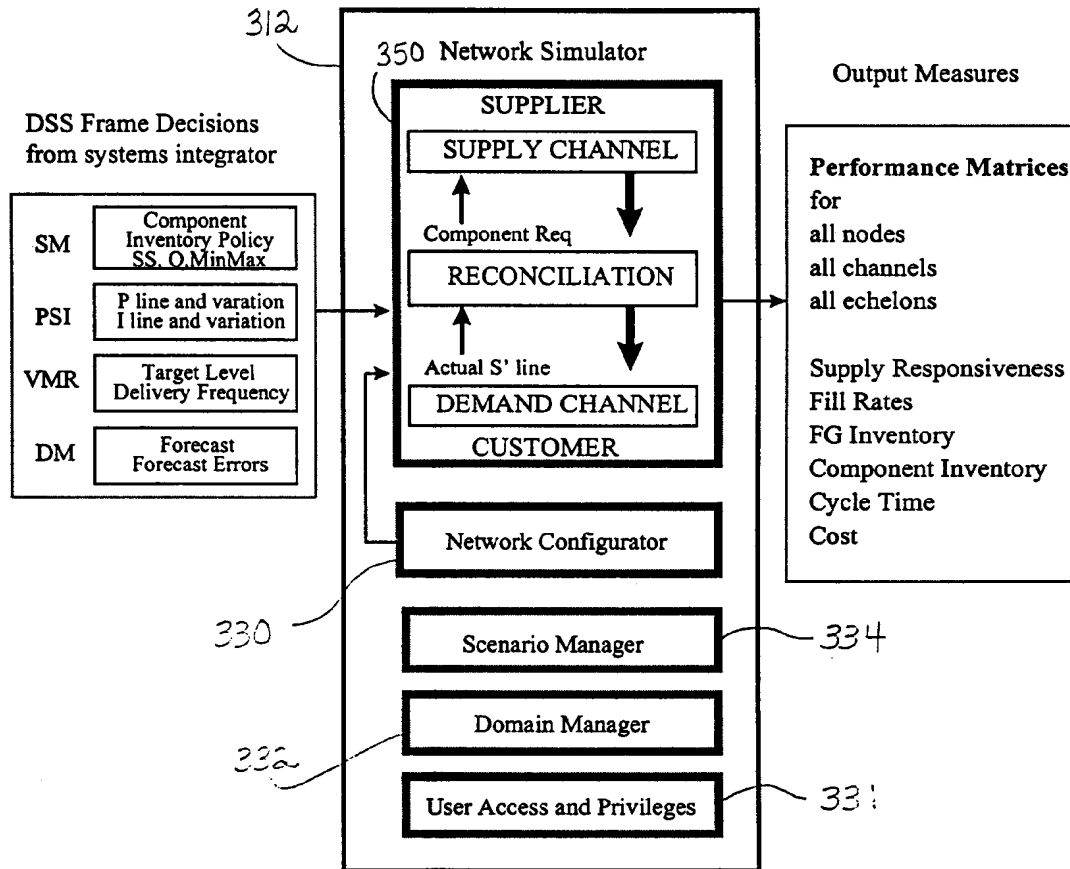 312
Network Simulator
350
SUPPLIER
SUPPLY CHANNEL
Component Req
RECONCILIATION
Actual S' line
DEMAND CHANNEL
CUSTOMER
DSS Frame Decisions
from systems integrator
SM
Component
Inventory Policy
SS, Q,MinMax
PSI
P line and varation
I line and variation
VMR
Target Level
Delivery Frequency
DM
Forecast
Forecast Errors
Network Configurator
330
Scenario Manager
334
Domain Manager
332
User Access and Privileges
331
Output Measures
Performance Matrices
for
all nodes
all channels
all echelons
Supply Responsiveness
Fill Rates
FG Inventory
Component Inventory
Cycle Time
Cost